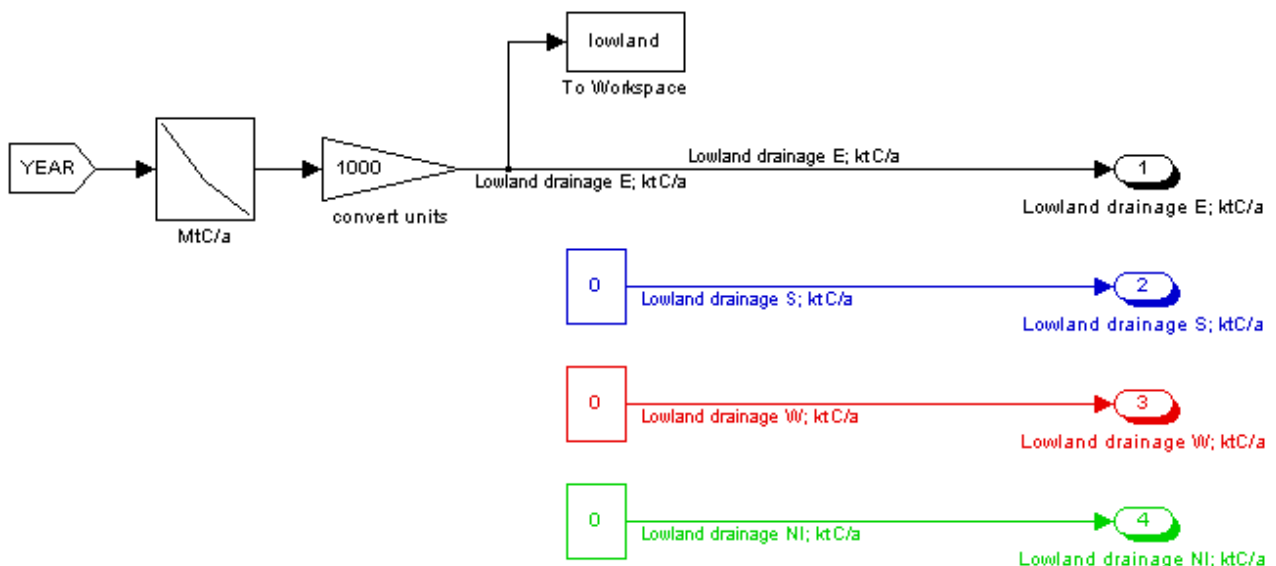 lowland
To Workspace
YEAR
MtC/a
1000
convert units
Lowland drainage E; ktC/a
Lowland drainage E; ktC/a
1
Lowland drainage E; ktC/a
0
Lowland drainage S; ktC/a
2
Lowland drainage S; ktC/a
0
Lowland drainage W; ktC/a
3
Lowland drainage W; ktC/a
0
Lowland drainage NI; ktC/a
4
Lowland drainage NI; ktC/a